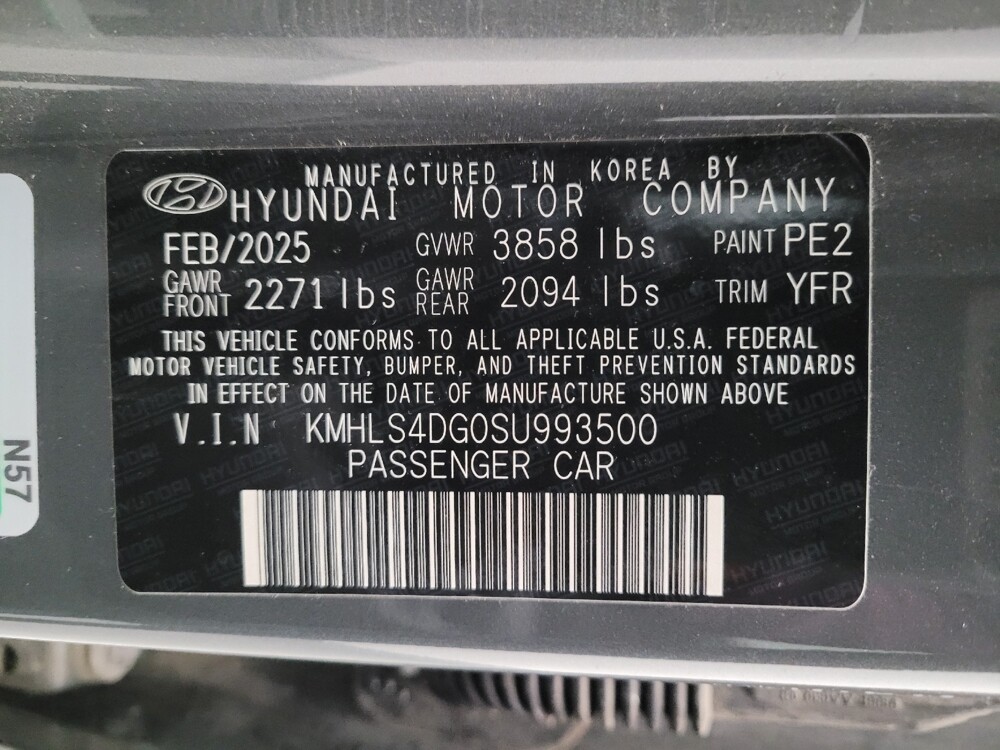 MANUFACTURED IN KOREA BY
HYUNDAI MOTOR COMPANY
FEB/2025 GVWR 3858 lbs PAINT PE2
GAWR FRONT 2271 lbs GAWR REAR 2094 lbs TRIM YFR
THIS VEHICLE CONFORMS TO ALL APPLICABLE U.S.A. FEDERAL
MOTOR VEHICLE SAFETY, BUMPER, AND THEFT PREVENTION STANDARDS
IN EFFECT ON THE DATE OF MANUFACTURE SHOWN ABOVE
V.I.N KMHLS4DG0SU993500
PASSENGER CAR
N57